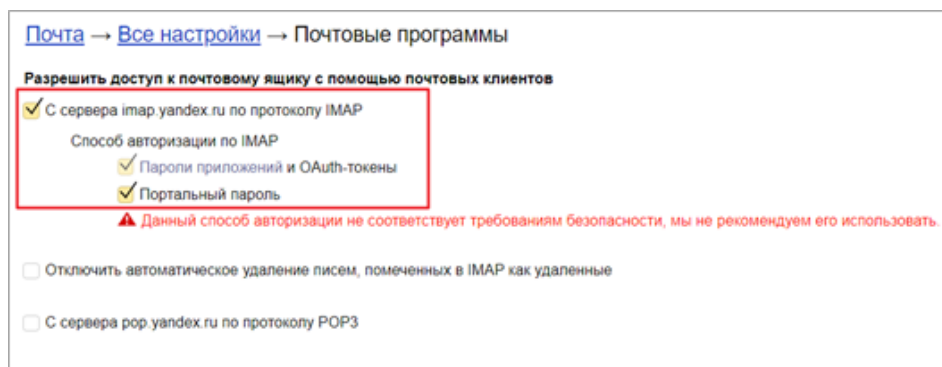 Почта → Все настройки → Почтовые программы
Разрешить доступ к почтовому ящику с помощью почтовых клиентов
С сервера imap.yandex.ru по протоколу IMAP
Способ авторизации по IMAP
Пароли приложений и OAuth-токены
Портальный пароль
Данный способ авторизации не соответствует требованиям безопасности, мы не рекомендуем его использовать.
Отключить автоматическое удаление писем, помеченных в IMAP как удаленные
С сервера pop.yandex.ru по протоколу POP3